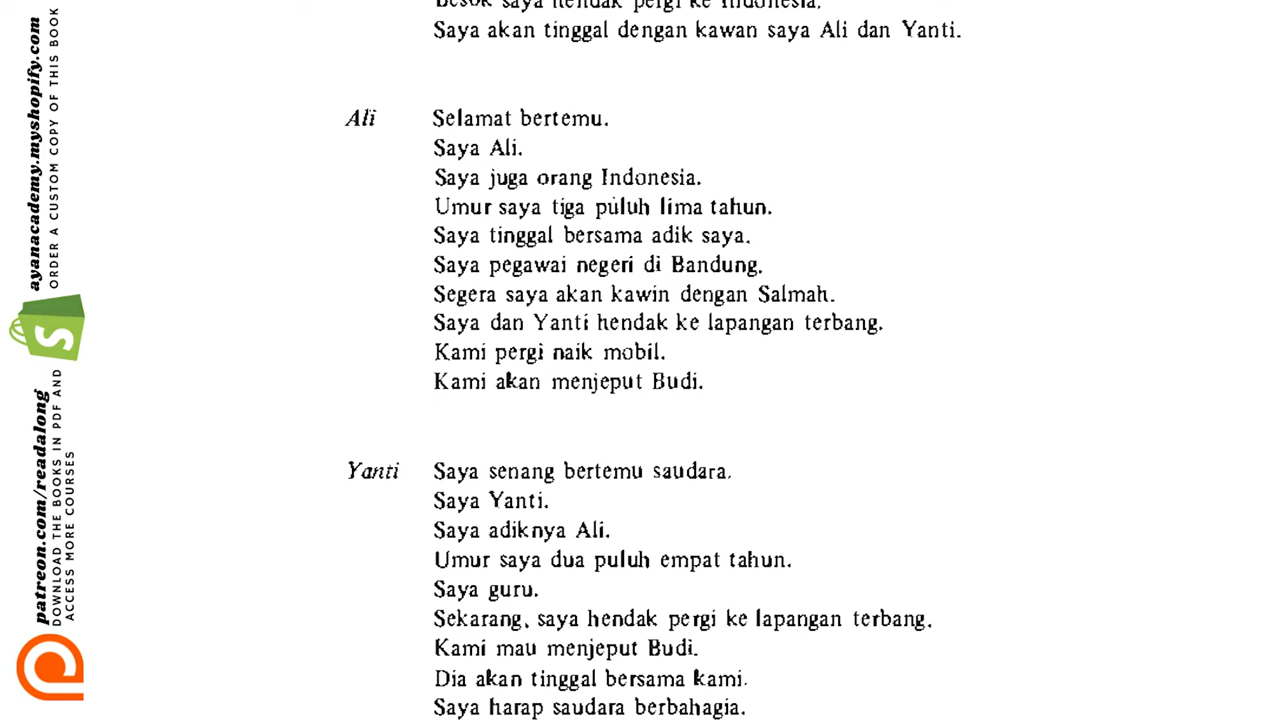 Besok saya hendak pergi ke Indonesia.
Saya akan tinggal dengan kawan saya Ali dan Yanti.
Ali Selamat bertemu.
Saya Ali.
Saya juga orang Indonesia.
Umur saya tiga puluh lima tahun.
Saya tinggal bersama adik saya.
Saya pegawai negeri di Bandung.
Segera saya akan kawin dengan Salmah.
Saya dan Yanti hendak ke lapangan terbang.
Kami pergi naik mobil.
Kami akan menjeput Budi.
Yanti Saya senang bertemu saudara.
Saya Yanti.
Saya adiknya Ali.
Umur saya dua puluh empat tahun.
Saya guru.
Sekarang, saya hendak pergi ke lapangan terbang.
Kami mau menjeput Budi.
Dia akan tinggal bersama kami.
Saya harap saudara berbahagia.
ayanacademy.myshopify.com
ORDER A CUSTOM COPY OF THIS BOOK
patreon.com/readalong
DOWNLOAD THE BOOKS IN PDF AND
ACCESS MORE COURSES